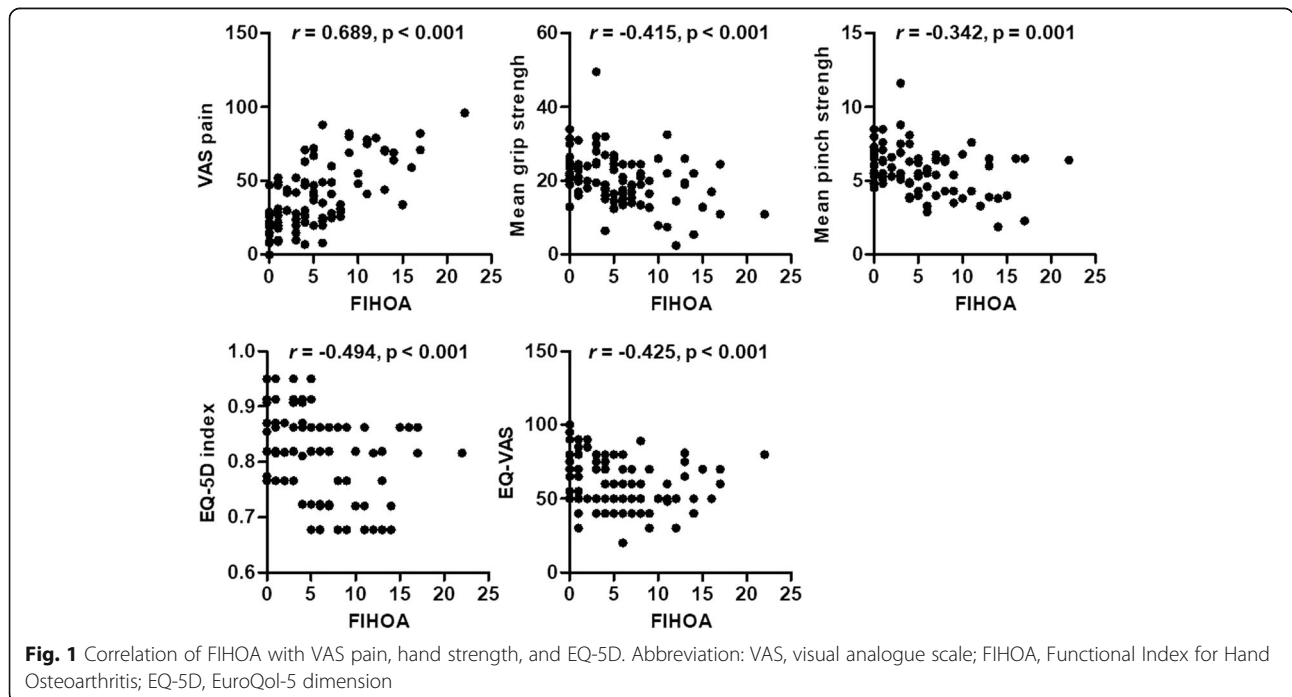 r = 0.689, p < 0.001
150
100
50
0
VAS pain
0 5 10 15 20 25
FIHOA
r = -0.415, p < 0.001
60
40
20
0
Mean grip strengh
0 5 10 15 20 25
FIHOA
r = -0.342, p = 0.001
15
10
5
0
Mean pinch strengh
0 5 10 15 20 25
FIHOA
r = -0.494, p < 0.001
1.0
0.9
0.8
0.7
0.6
EQ-5D index
0 5 10 15 20 25
FIHOA
r = -0.425, p < 0.001
150
100
50
0
EQ-VAS
0 5 10 15 20 25
FIHOA
Fig. 1 Correlation of FIHOA with VAS pain, hand strength, and EQ-5D. Abbreviation: VAS, visual analogue scale; FIHOA, Functional Index for Hand
Osteoarthritis; EQ-5D, EuroQol-5 dimension